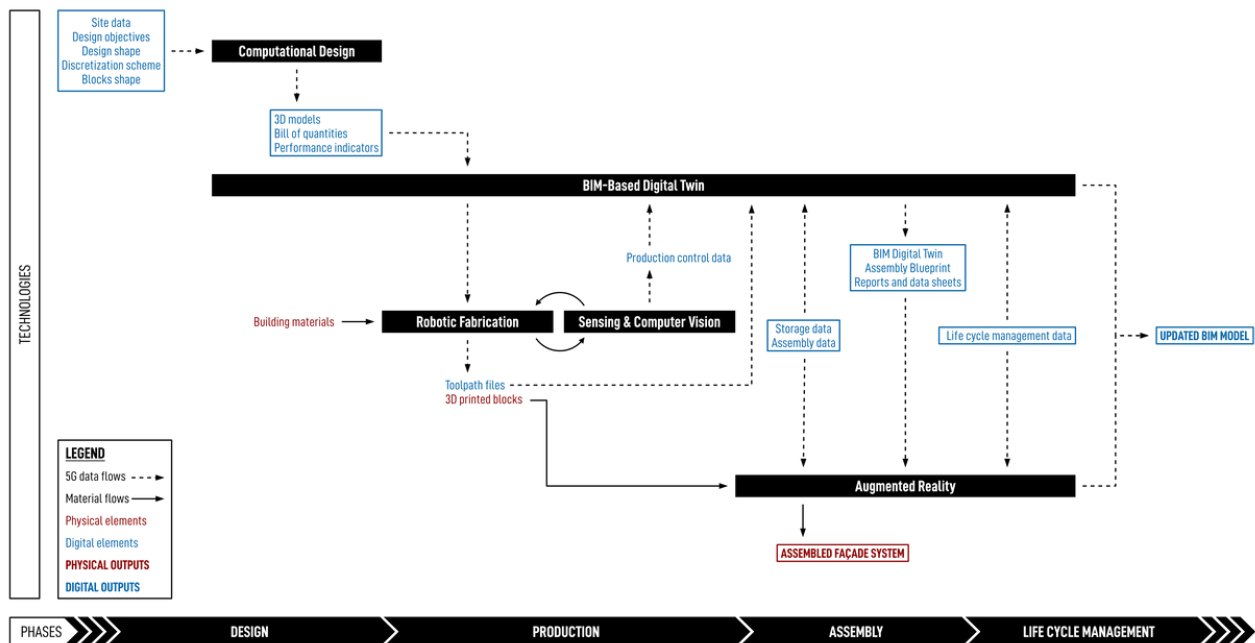 TECHNOLOGIES
Site data
Design objectives
Design shape
Discretization scheme
Blocks shape
Computational Design
3D models
Bill of quantities
Performance indicators
BIM-Based Digital Twin
Production control data
BIM Digital Twin
Assembly Blueprint
Reports and data sheets
Building materials
Robotic Fabrication
Sensing & Computer Vision
Storage data
Assembly data
Life cycle management data
UPDATED BIM MODEL
Toolpath files
3D printed blocks
LEGEND
5G data flows
Material flows
Physical elements
Digital elements
PHYSICAL OUTPUTS
DIGITAL OUTPUTS
Augmented Reality
ASSEMBLED FAÇADE SYSTEM
PHASES
DESIGN
PRODUCTION
ASSEMBLY
LIFE CYCLE MANAGEMENT